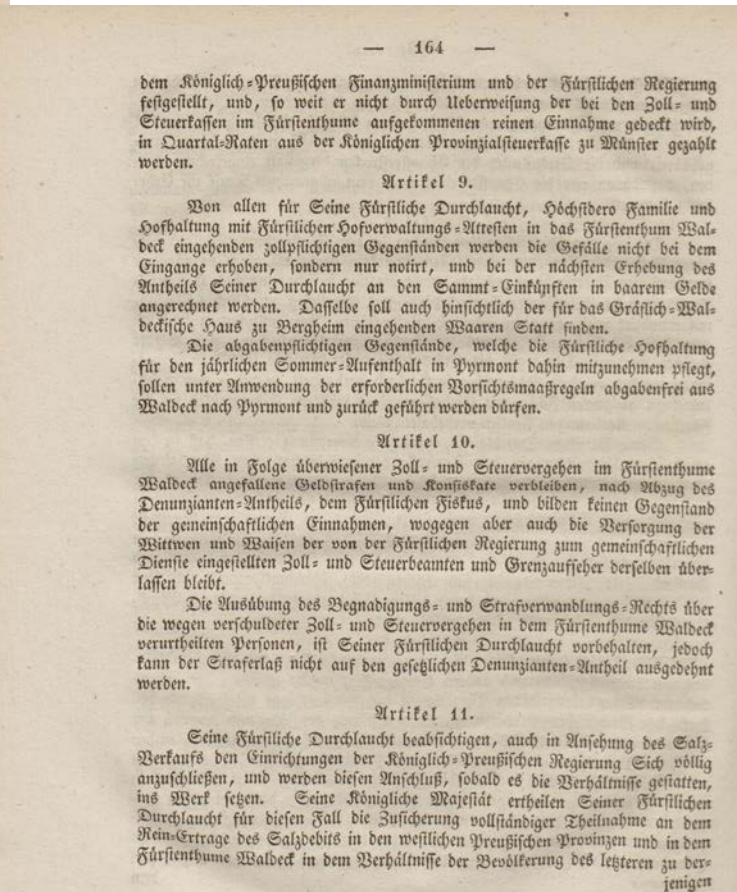 — 164 —
dem Königlich-Preußischen Finanzministerium und der Fürstlichen Regierung
festgestellt, und, so weit er nicht durch Ueberweisung der bei den Zoll- und
Steuerkassen im Fürstenthume aufgekommenen reinen Einnahme gedeckt wird,
in Quartal-Raten aus der Königlichen Provinzialsteuerkasse zu Münster gezahlt
werden.
Artikel 9.
Von allen für Seine Fürstliche Durchlaucht, Höchstdero Familie und
Hofhaltung mit Fürstlichen Hofverwaltungs-Attesten in das Fürstenthum Wal-
deck eingehenden zollpflichtigen Gegenständen werden die Gefälle nicht bei dem
Eingange erhoben, sondern nur notirt, und bei der nächsten Erhebung des
Antheils Seiner Durchlaucht an den Sammt-Einkünften in baarem Gelde
angerechnet werden. Dasselbe soll auch hinsichtlich der für das Gräflich-Wal-
deckische Haus zu Bergheim eingehenden Waaren Statt finden.
Die abgabenpflichtigen Gegenstände, welche die Fürstliche Hofhaltung
für den jährlichen Sommer-Aufenthalt in Pyrmont dahin mitzunehmen pflegt,
sollen unter Anwendung der erforderlichen Vorsichtsmaaßregeln abgabenfrei aus
Waldeck nach Pyrmont und zurück geführt werden dürfen.
Artikel 10.
Alle in Folge überwiesener Zoll- und Steuervergehen im Fürstenthume
Waldeck angefallene Geldstrafen und Konfiskate verbleiben, nach Abzug des
Denunzianten-Antheils, dem Fürstlichen Fiskus, und bilden keinen Gegenstand
der gemeinschaftlichen Einnahmen, wogegen aber auch die Versorgung der
Wittwen und Waisen der von der Fürstlichen Regierung zum gemeinschaftlichen
Dienste eingestellten Zoll- und Steuerbeamten und Grenzaufseher derselben über-
lassen bleibt.
Die Ausübung des Begnadigungs- und Strafverwandlungs-Rechts über
die wegen verschuldeter Zoll- und Steuervergehen in dem Fürstenthume Waldeck
verurtheilten Personen, ist Seiner Fürstlichen Durchlaucht vorbehalten, jedoch
kann der Straferlaß nicht auf den gesetzlichen Denunzianten-Antheil ausgedehnt
werden.
Artikel 11.
Seine Fürstliche Durchlaucht beabsichtigen, auch in Ansehung des Salz-
Verkaufs den Einrichtungen der Königlich-Preußischen Regierung Sich völlig
anzuschließen, und werden diesen Anschluß, sobald es die Verhältnisse gestatten,
ins Werk setzen. Seine Königliche Majestät ertheilen Seiner Fürstlichen
Durchlaucht für diesen Fall die Zusicherung vollständiger Theilnahme an dem
Rein-Ertrage des Salzdebits in den westlichen Preußischen Provinzen und in dem
Fürstenthume Waldeck in dem Verhältnisse der Bevölkerung des letzteren zu der-
jenigen